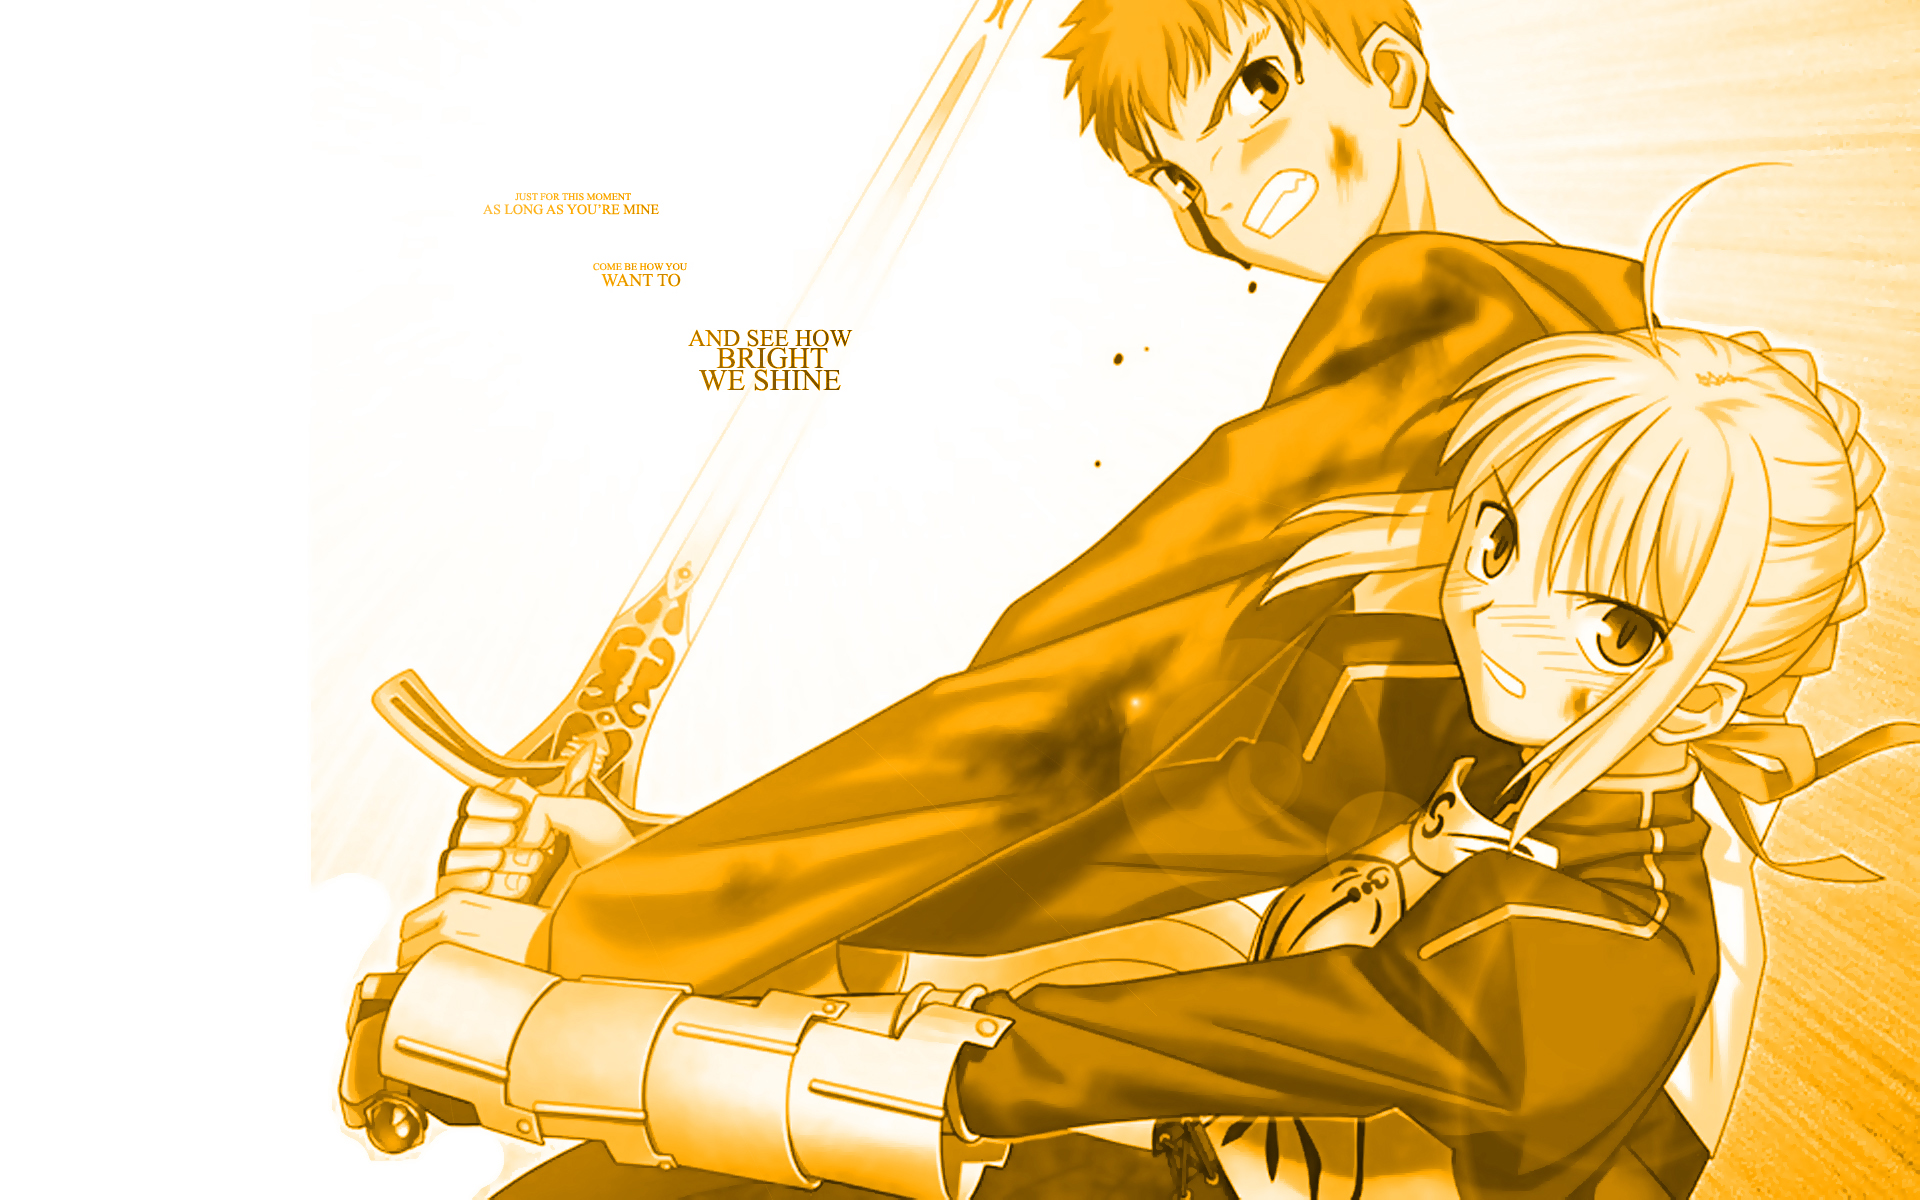 JUST FOR THIS MOMENT
AS LONG AS YOU'RE MINE
COME BE HOW YOU
WANT TO
AND SEE HOW
BRIGHT
WE SHINE